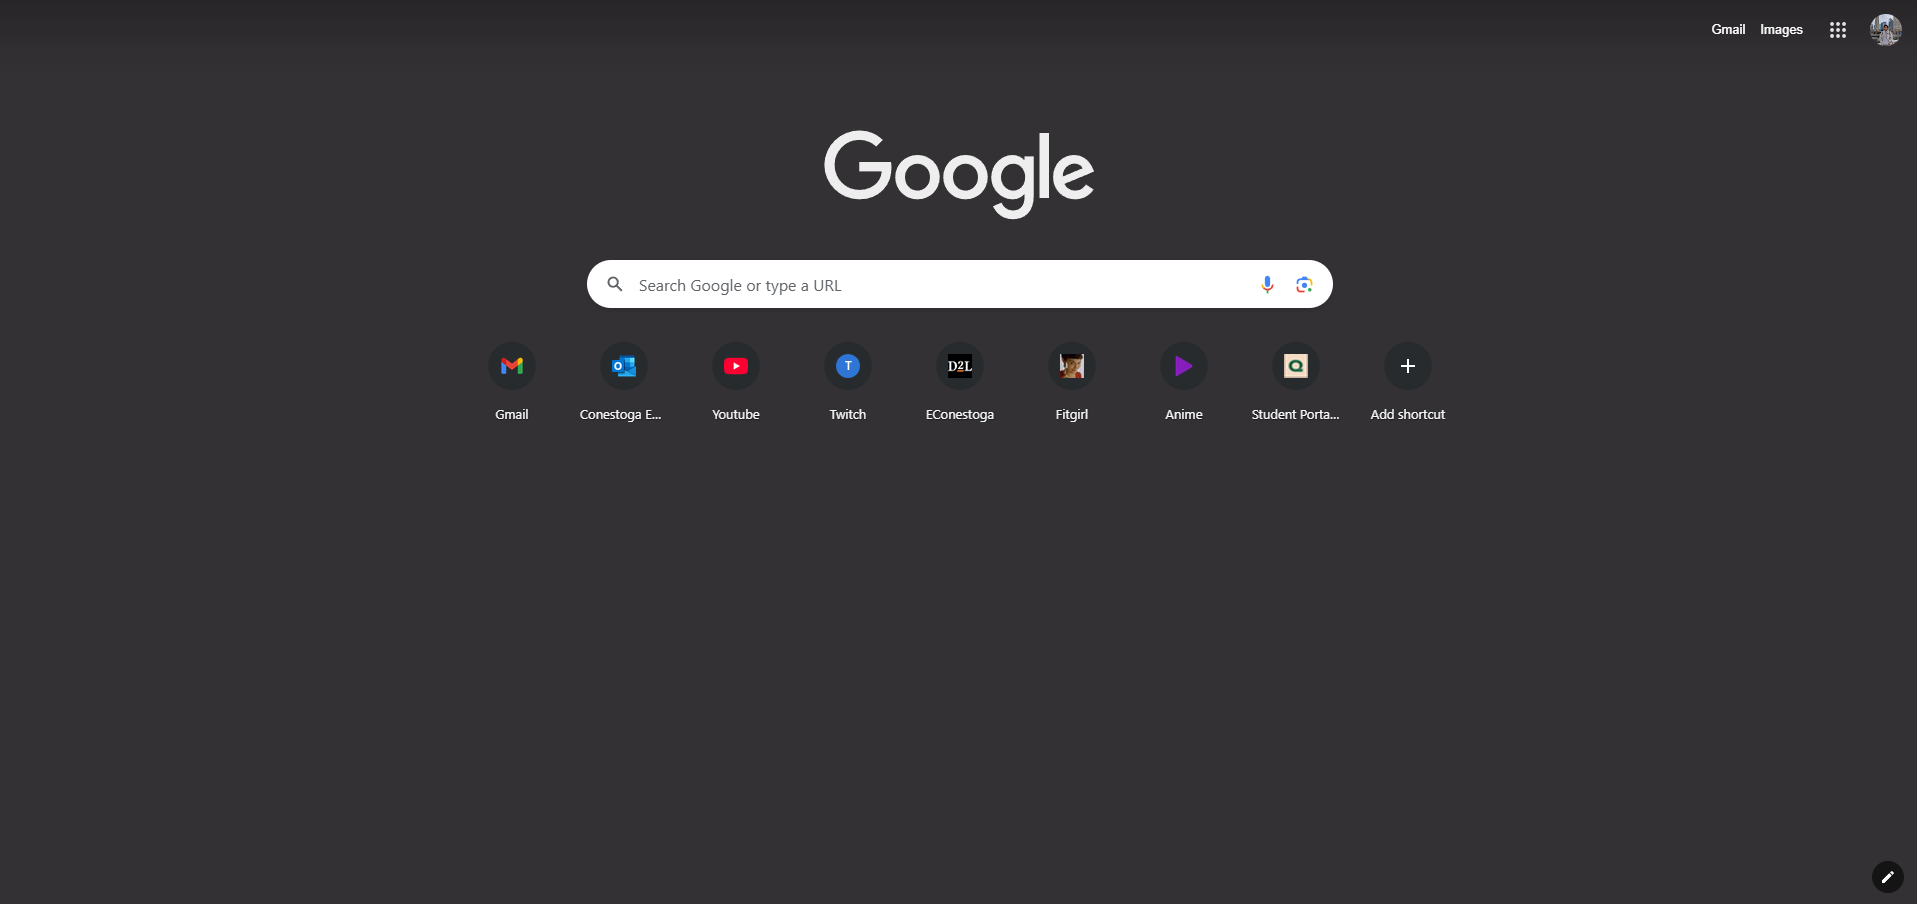 Gmail Images
Google
Search Google or type a URL
T
D2L
Q
Gmail
Conestoga E...
Youtube
Twitch
EConestoga
Fitgirl
Anime
Student Porta...
Add shortcut